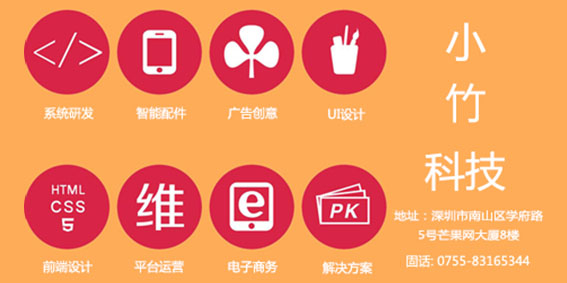 </>
系统研发
智能配件
广告创意
UI设计
HTML
CSS
5
前端设计
维
平台运营
e
电子商务
PK
解决方案
小
竹
科技
地址：深圳市南山区学府路
5号芒果网大厦8楼
固话: 0755-83165344